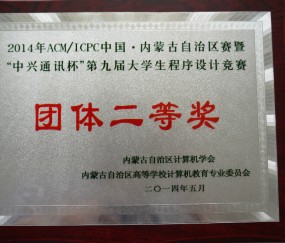 2014年ACM/ICPC中国·内蒙古自治区赛暨
“中兴通讯杯”第九届大学生程序设计竞赛
团体二等奖
内蒙古自治区计算机学会
内蒙古自治区高等学校计算机教育专业委员会
二〇一四年五月